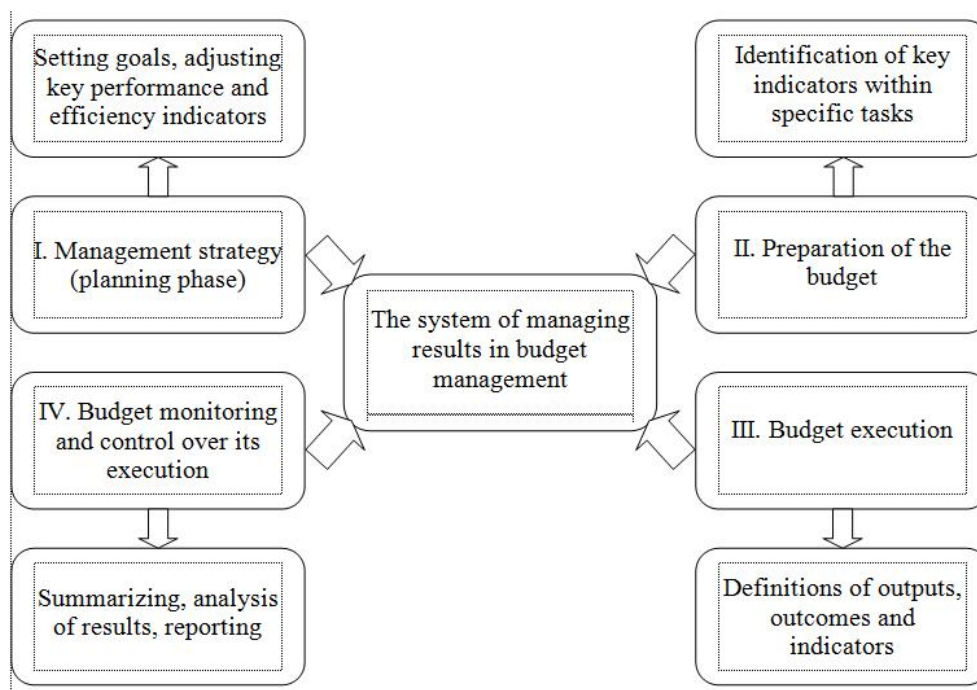 Setting goals, adjusting
key performance and
efficiency indicators
Identification of key
indicators within
specific tasks
I. Management strategy
(planning phase)
II. Preparation of the
budget
The system of managing
results in budget
management
IV. Budget monitoring
and control over its
execution
III. Budget execution
Summarizing, analysis
of results, reporting
Definitions of outputs,
outcomes and
indicators